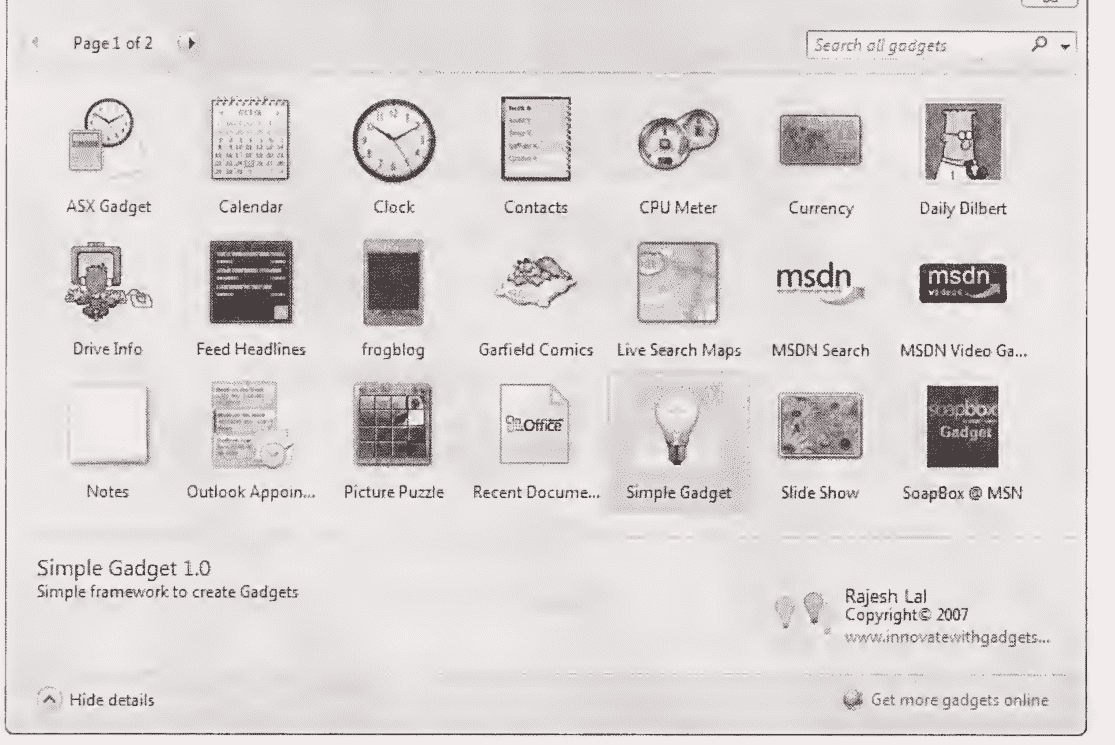 Page 1 of 2
Search all gadgets
ASX Gadget Calendar Clock Contacts CPU Meter Currency Daily Dilbert
msdn msdn
Drive Info Feed Headlines frogblog Garfield Comics Live Search Maps MSDN Search MSDN Video Ga...
Office soapbox
Gadget
Notes Outlook Appoin... Picture Puzzle Recent Docume... Simple Gadget Slide Show SoapBox @ MSN
Simple Gadget 1.0
Simple framework to create Gadgets
Rajesh Lal
Copyright© 2007
www.innovatewithgadgets...
Hide details
Get more gadgets online